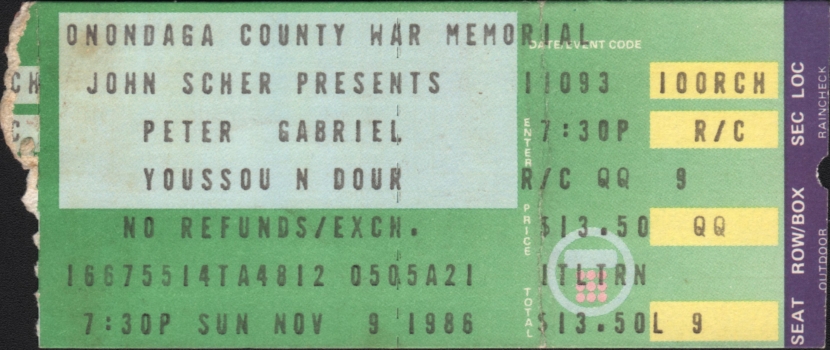 ONONDAGA COUNTY WAR MEMORIAL
DATE/EVENT CODE
CH JOHN SCHER PRESENTS 11093 100RCH
C PETER GABRIEL 7:30P R/C
YOUSSOU N DOUR R/C QQ 9
NO REFUNDS/EXCH. $13.50 QQ
16675514TA4812 0505A21 ITLTRN
7:30P SUN NOV 9 1986 $13.50L 9
ENTER
PRICE
TOTAL
SEC LOC
ROW/BOX
SEAT
RAINCHECK
OUTDOOR